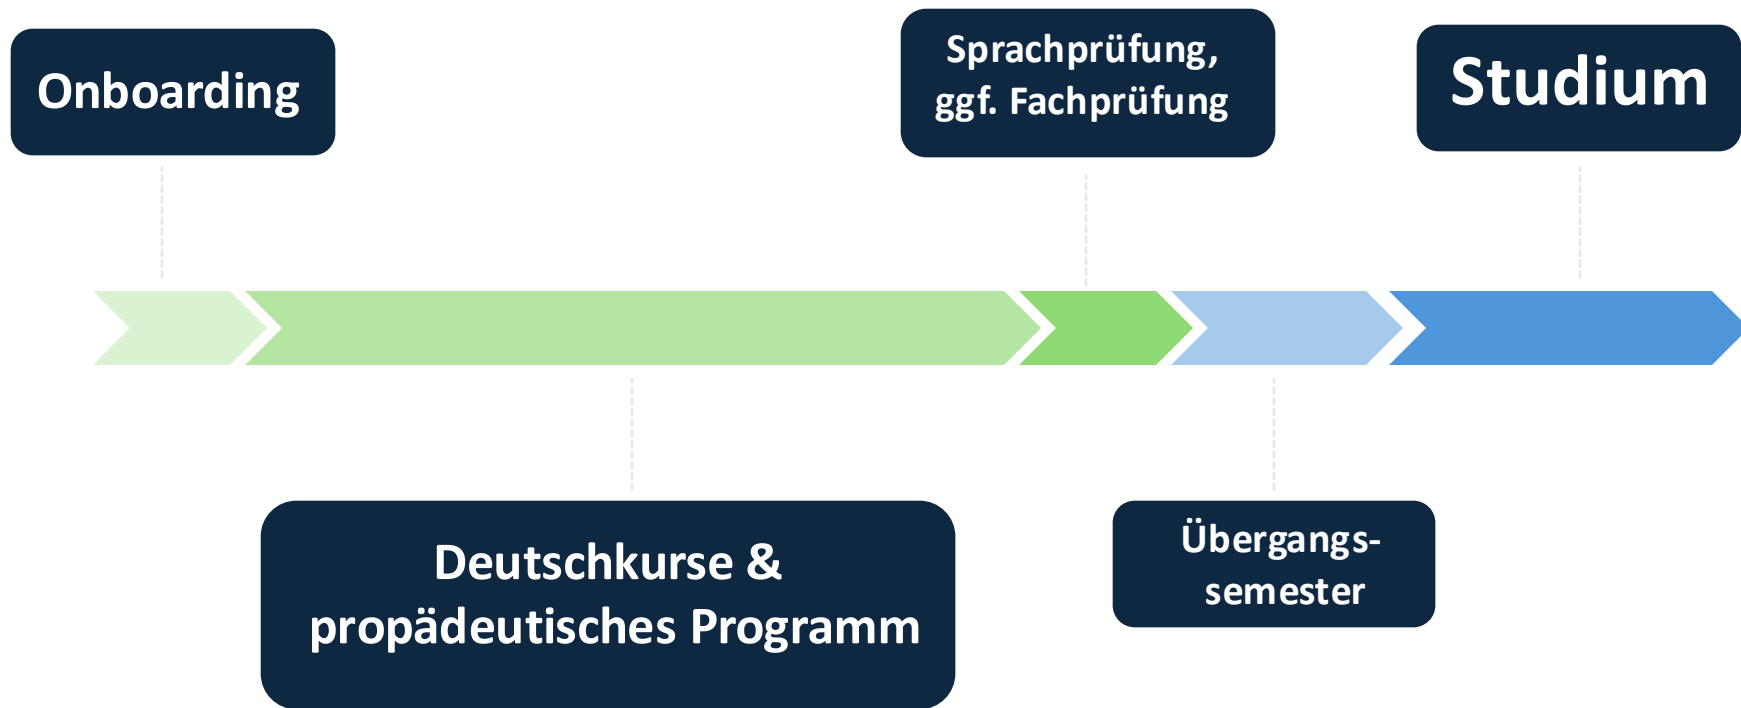 Onboarding
Sprachprüfung,
ggf. Fachprüfung
Studium
Deutschkurse &
propädeutisches Programm
Übergangs-
semester